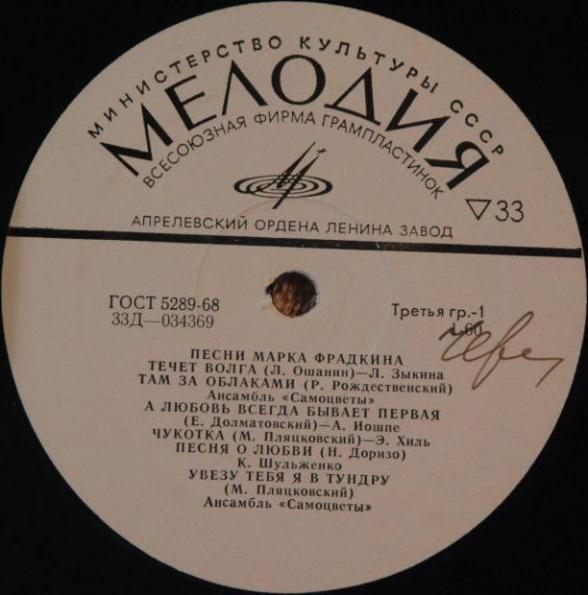 МИНИСТЕРСТВО КУЛЬТУРЫ СССР
МЕЛОДИЯ
ВСЕСОЮЗНАЯ ФИРМА ГРАМПЛАСТИНОК
▽33
АПРЕЛЕВСКИЙ ОРДЕНА ЛЕНИНА ЗАВОД
ГОСТ 5289-68
33Д—034369
Третья гр.-1
1-60
ПЕСНИ МАРКА ФРАДКИНА
ТЕЧЕТ ВОЛГА (Л. Ошанин)—Л. Зыкина
ТАМ ЗА ОБЛАКАМИ (Р. Рождественский)
Ансамбль «Самоцветы»
А ЛЮБОВЬ ВСЕГДА БЫВАЕТ ПЕРВАЯ
(Е. Долматовский)—А. Иошпе
ЧУКОТКА (М. Пляцковский)—Э. Хиль
ПЕСНЯ О ЛЮБВИ (Н. Доризо)
К. Шульженко
УВЕЗУ ТЕБЯ Я В ТУНДРУ
(М. Пляцковский)
Ансамбль «Самоцветы»